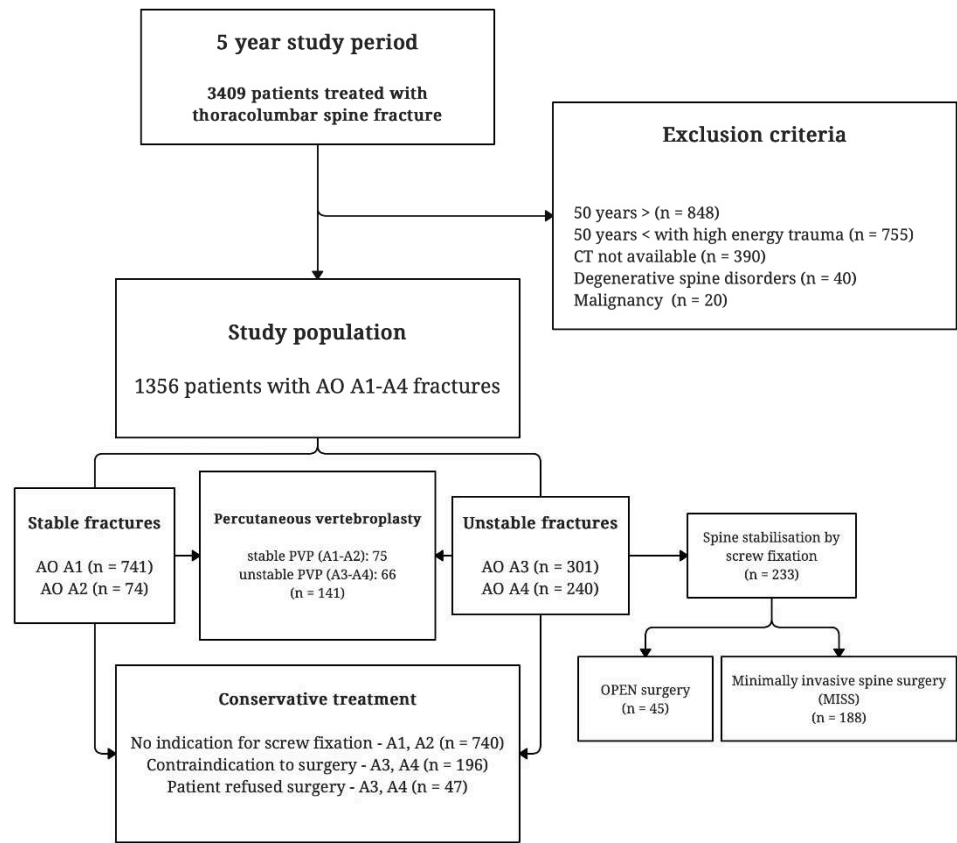 5 year study period
3409 patients treated with
thoracolumbar spine fracture
Exclusion criteria
50 years > (n = 848)
50 years < with high energy trauma (n = 755)
CT not available (n = 390)
Degenerative spine disorders (n = 40)
Malignancy (n = 20)
Study population
1356 patients with AO A1-A4 fractures
Stable fractures
AO A1 (n = 741)
AO A2 (n = 74)
Percutaneous vertebroplasty
stable PVP (A1-A2): 75
unstable PVP (A3-A4): 66
(n = 141)
Unstable fractures
AO A3 (n = 301)
AO A4 (n = 240)
Spine stabilisation by
screw fixation
(n = 233)
OPEN surgery
(n = 45)
Minimally invasive spine surgery
(MISS)
(n = 188)
Conservative treatment
No indication for screw fixation - A1, A2 (n = 740)
Contraindication to surgery - A3, A4 (n = 196)
Patient refused surgery - A3, A4 (n = 47)